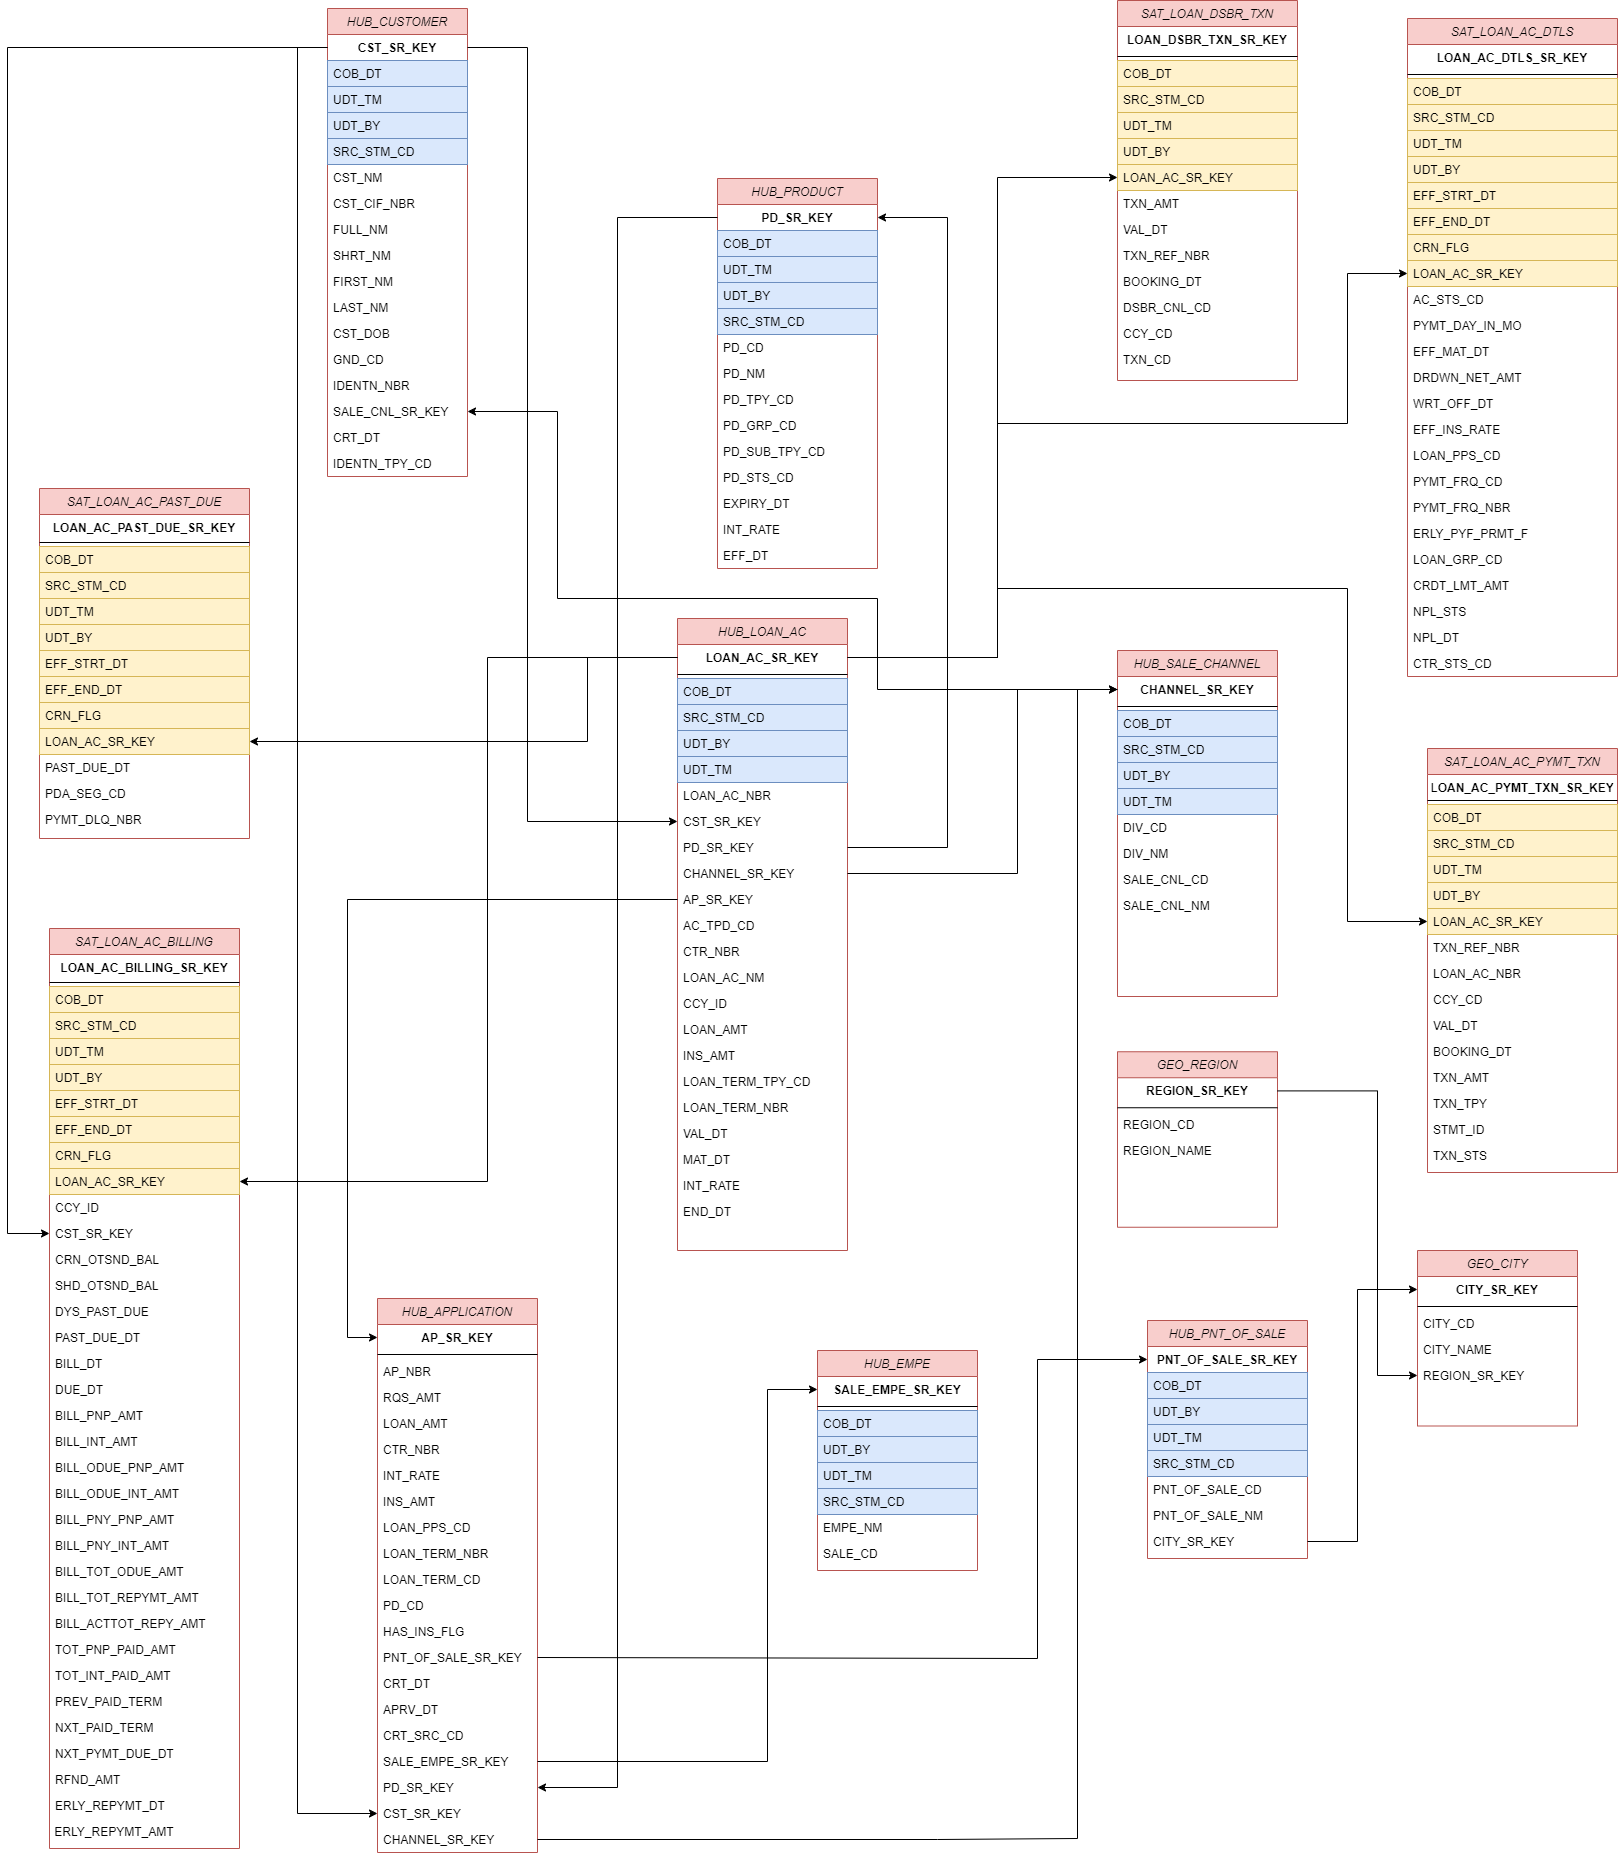 HUB_CUSTOMER
CST_SR_KEY
COB_DT
UDT_TM
UDT_BY
SRC_STM_CD
CST_NM
CST_CIF_NBR
FULL_NM
SHRT_NM
FIRST_NM
LAST_NM
CST_DOB
GND_CD
IDENTN_NBR
SALE_CNL_SR_KEY
CRT_DT
IDENTN_TPY_CD
SAT_LOAN_DSBR_TXN
LOAN_DSBR_TXN_SR_KEY
COB_DT
SRC_STM_CD
UDT_TM
UDT_BY
LOAN_AC_SR_KEY
TXN_AMT
VAL_DT
TXN_REF_NBR
BOOKING_DT
DSBR_CNL_CD
CCY_CD
TXN_CD
SAT_LOAN_AC_DTLS
LOAN_AC_DTLS_SR_KEY
COB_DT
SRC_STM_CD
UDT_TM
UDT_BY
EFF_STRT_DT
EFF_END_DT
CRN_FLG
LOAN_AC_SR_KEY
AC_STS_CD
PYMT_DAY_IN_MO
EFF_MAT_DT
DRDWN_NET_AMT
WRT_OFF_DT
EFF_INS_RATE
LOAN_PPS_CD
PYMT_FRQ_CD
PYMT_FRQ_NBR
ERLY_PYF_PRMT_F
LOAN_GRP_CD
CRDT_LMT_AMT
NPL_STS
NPL_DT
CTR_STS_CD
HUB_PRODUCT
PD_SR_KEY
COB_DT
UDT_TM
UDT_BY
SRC_STM_CD
PD_CD
PD_NM
PD_TPY_CD
PD_GRP_CD
PD_SUB_TPY_CD
PD_STS_CD
EXPIRY_DT
INT_RATE
EFF_DT
SAT_LOAN_AC_PAST_DUE
LOAN_AC_PAST_DUE_SR_KEY
COB_DT
SRC_STM_CD
UDT_TM
UDT_BY
EFF_STRT_DT
EFF_END_DT
CRN_FLG
LOAN_AC_SR_KEY
PAST_DUE_DT
PDA_SEG_CD
PYMT_DLQ_NBR
HUB_LOAN_AC
LOAN_AC_SR_KEY
COB_DT
SRC_STM_CD
UDT_BY
UDT_TM
LOAN_AC_NBR
CST_SR_KEY
PD_SR_KEY
CHANNEL_SR_KEY
AP_SR_KEY
AC_TPD_CD
CTR_NBR
LOAN_AC_NM
CCY_ID
LOAN_AMT
INS_AMT
LOAN_TERM_TPY_CD
LOAN_TERM_NBR
VAL_DT
MAT_DT
INT_RATE
END_DT
HUB_SALE_CHANNEL
CHANNEL_SR_KEY
COB_DT
SRC_STM_CD
UDT_BY
UDT_TM
DIV_CD
DIV_NM
SALE_CNL_CD
SALE_CNL_NM
SAT_LOAN_AC_PYMT_TXN
LOAN_AC_PYMT_TXN_SR_KEY
COB_DT
SRC_STM_CD
UDT_TM
UDT_BY
LOAN_AC_SR_KEY
TXN_REF_NBR
LOAN_AC_NBR
CCY_CD
VAL_DT
BOOKING_DT
TXN_AMT
TXN_TPY
STMT_ID
TXN_STS
SAT_LOAN_AC_BILLING
LOAN_AC_BILLING_SR_KEY
COB_DT
SRC_STM_CD
UDT_TM
UDT_BY
EFF_STRT_DT
EFF_END_DT
CRN_FLG
LOAN_AC_SR_KEY
CCY_ID
CST_SR_KEY
CRN_OTSND_BAL
SHD_OTSND_BAL
DYS_PAST_DUE
PAST_DUE_DT
BILL_DT
DUE_DT
BILL_PNP_AMT
BILL_INT_AMT
BILL_ODUE_PNP_AMT
BILL_ODUE_INT_AMT
BILL_PNY_PNP_AMT
BILL_PNY_INT_AMT
BILL_TOT_ODUE_AMT
BILL_TOT_REPYMT_AMT
BILL_ACTTOT_REPY_AMT
TOT_PNP_PAID_AMT
TOT_INT_PAID_AMT
PREV_PAID_TERM
NXT_PAID_TERM
NXT_PYMT_DUE_DT
RFND_AMT
ERLY_REPYMT_DT
ERLY_REPYMT_AMT
GEO_REGION
REGION_SR_KEY
REGION_CD
REGION_NAME
GEO_CITY
CITY_SR_KEY
CITY_CD
CITY_NAME
REGION_SR_KEY
HUB_APPLICATION
AP_SR_KEY
AP_NBR
RQS_AMT
LOAN_AMT
CTR_NBR
INT_RATE
INS_AMT
LOAN_PPS_CD
LOAN_TERM_NBR
LOAN_TERM_CD
PD_CD
HAS_INS_FLG
PNT_OF_SALE_SR_KEY
CRT_DT
APRV_DT
CRT_SRC_CD
SALE_EMPE_SR_KEY
PD_SR_KEY
CST_SR_KEY
CHANNEL_SR_KEY
HUB_EMPE
SALE_EMPE_SR_KEY
COB_DT
UDT_BY
UDT_TM
SRC_STM_CD
EMPE_NM
SALE_CD
HUB_PNT_OF_SALE
PNT_OF_SALE_SR_KEY
COB_DT
UDT_BY
UDT_TM
SRC_STM_CD
PNT_OF_SALE_CD
PNT_OF_SALE_NM
CITY_SR_KEY